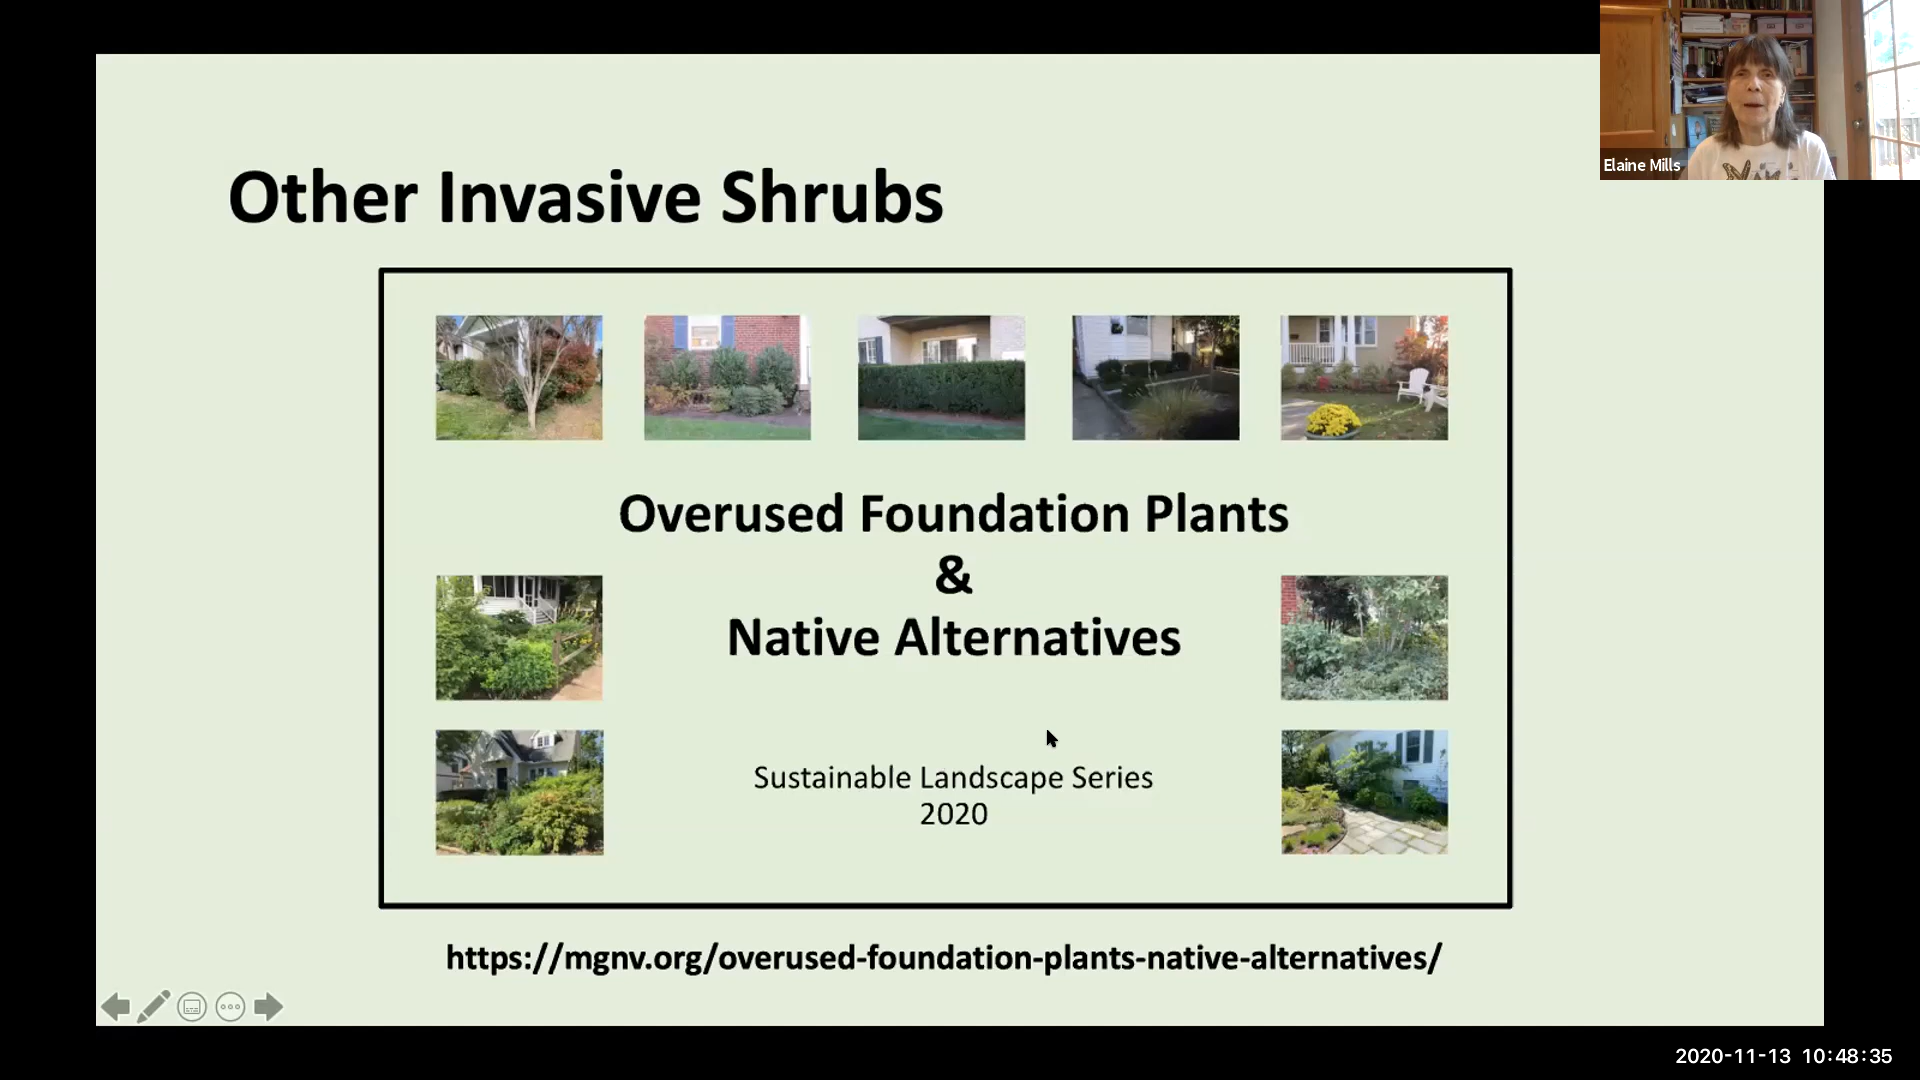 Elaine Mills
Other Invasive Shrubs
Overused Foundation Plants
&
Native Alternatives
Sustainable Landscape Series
2020
https://mgnv.org/overused-foundation-plants-native-alternatives/
2020-11-13 10:48:35